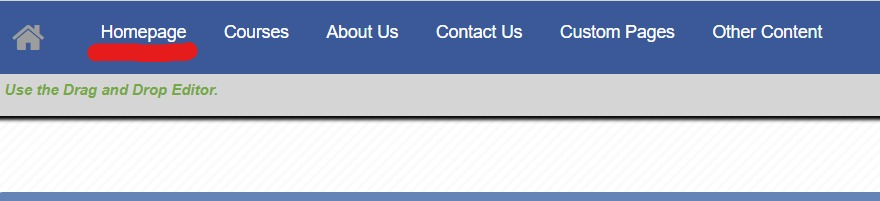 Homepage Courses About Us Contact Us Custom Pages Other Content
Use the Drag and Drop Editor.